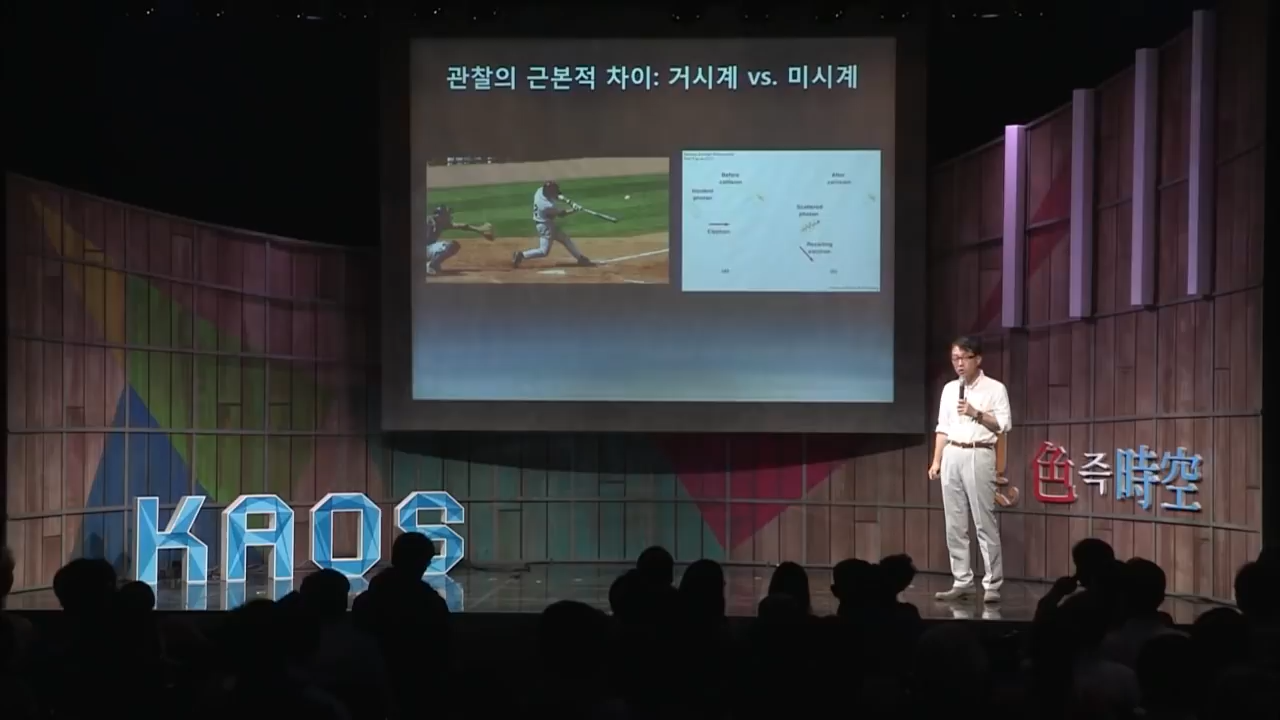 관찰의 근본적 차이: 거시계 vs. 미시계
Before
collision
After
collision
Incident
photon
Scattered
photon
Electron
Recoiling
electron
KAOS
色즉時空